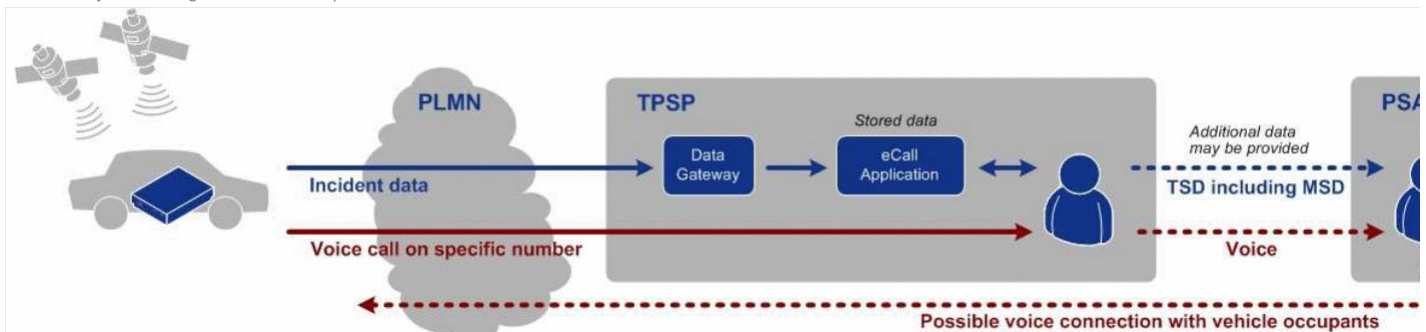 PLMN
TPSP
PSA
Stored data
Data
Gateway
eCall
Application
Additional data
may be provided
Incident data
TSD including MSD
Voice call on specific number
Voice
Possible voice connection with vehicle occupants